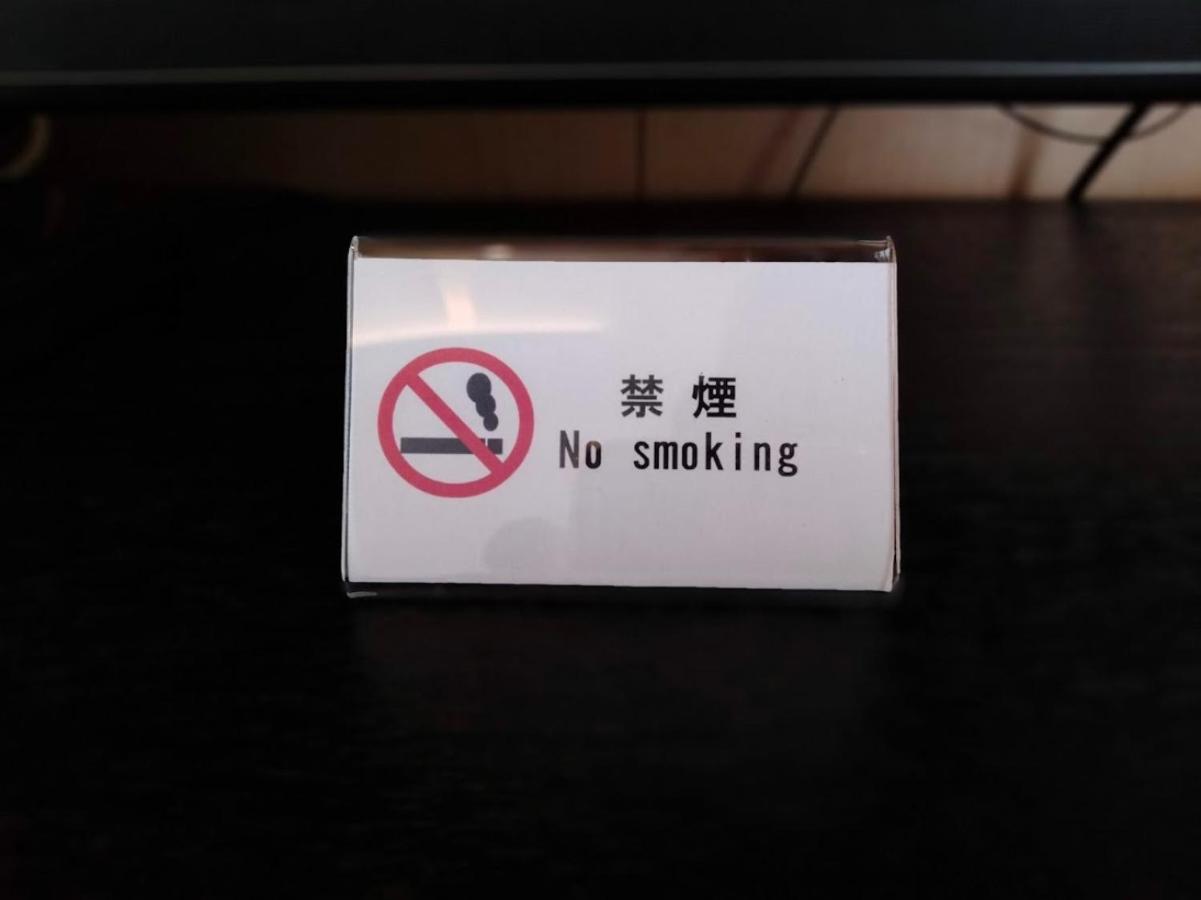 禁 煙
No smoking